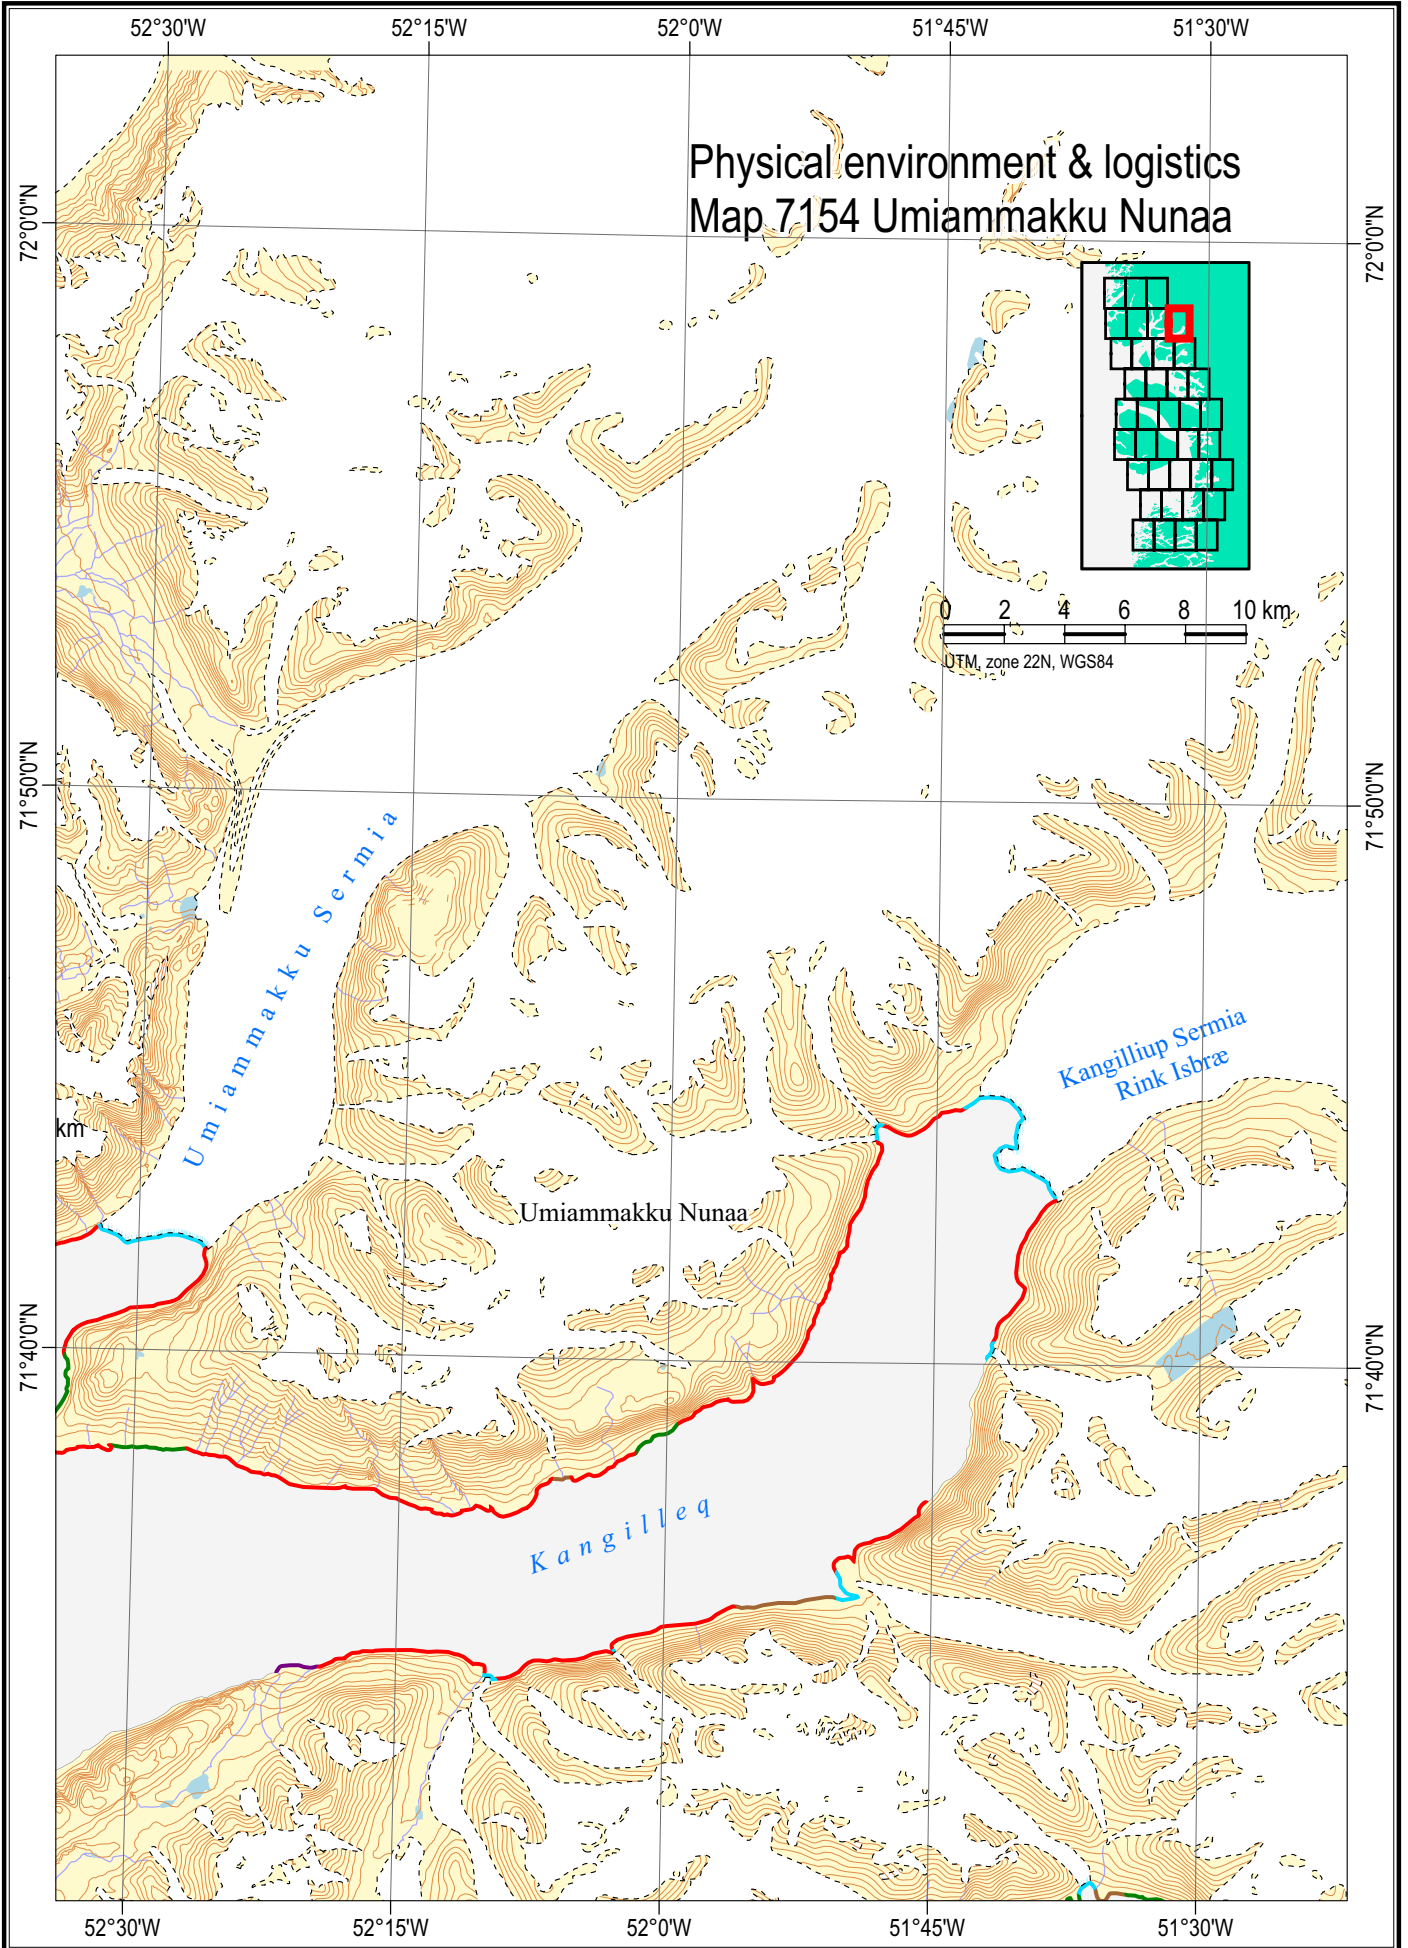 52°30'W 52°15'W 52°0'W 51°45'W 51°30'W
Physical environment & logistics
Map 7154 Umiammakku Nunaa
72°0'0"N
72°0'0"N
0 2 4 6 8 10 km
UTM, zone 22N, WGS84
71°50'0"N
71°50'0"N
Umiammakku Sermia
Kangilliup Sermia
Rink Isbræ
km
Umiammakku Nunaa
71°40'0"N
71°40'0"N
Kangilleq
52°30'W 52°15'W 52°0'W 51°45'W 51°30'W